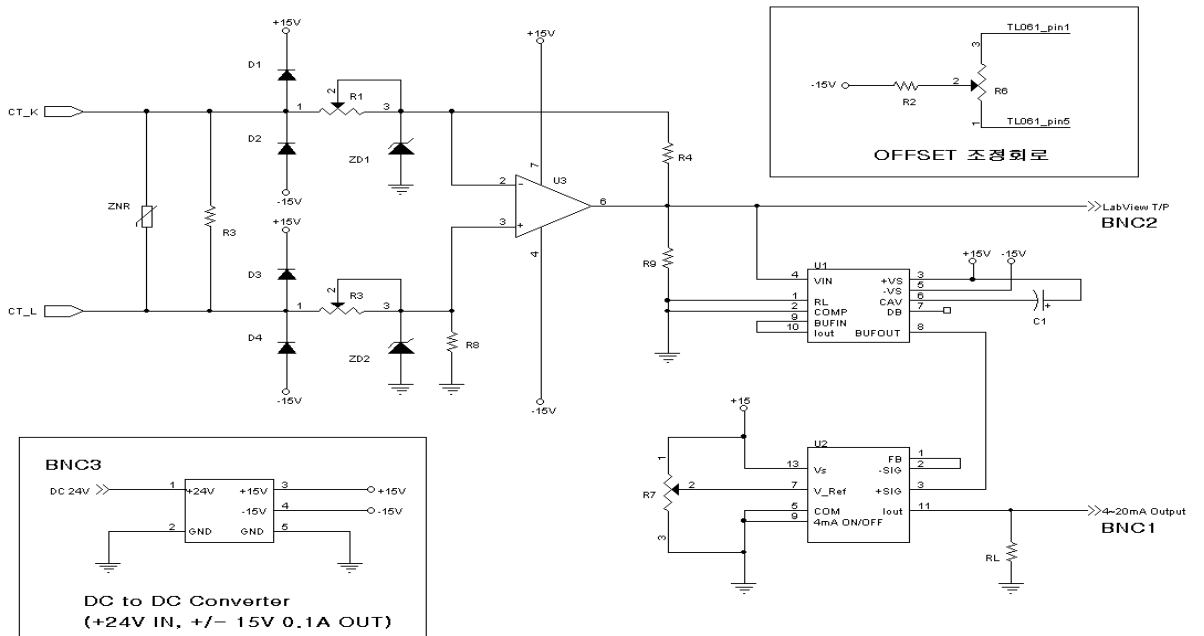 +15V
D1
CT_K
1
2
R1
3
D2
ZD1
-15V
ZNR
R3
+15V
D3
CT_L
1
2
R3
3
D4
ZD2
R8
-15V
+15V
7
U3
2
-
3
+
6
4
-15V
R4
R9
TL061_pin1
3
-15V
R2
2
R6
1
TL061_pin5
OFFSET 조정회로
LabView T/P
BNC2
U1
4 VIN
1 RL
2 COMP
9 BUFIN
10 Iout
+VS 3
-VS 5
CAV 6
DB 7
BUFOUT 8
+15V
-15V
C1
+
+15
1
R7
2
3
U2
13 Vs
7 V_Ref
5 COM
9 4mA ON/OFF
FB 1
-SIG 2
+SIG 3
Iout 11
4~20mA Output
BNC1
RL
BNC3
DC 24V
1 +24V
2 GND
+15V 3
-15V 4
GND 5
+15V
-15V
DC to DC Converter
(+24V IN, +/- 15V 0.1A OUT)